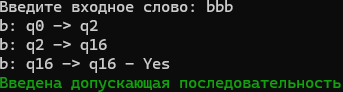 Введите входное слово: bbb
b: q0 -> q2
b: q2 -> q16
b: q16 -> q16 - Yes
Введена допускающая последовательность